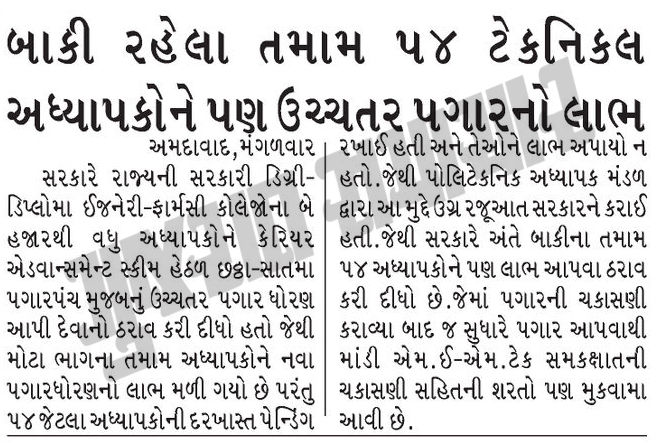 બાકી રહેલા તમામ ૫૪ ટેકનિકલ
અધ્યાપકોને પણ ઉચ્ચતર પગારનો લાભ
અમદાવાદ,મંગળવાર
સરકારે રાજ્યની સરકારી ડિગ્રી-
ડિપ્લોમા ઈજનેરી-ફાર્મસી કોલેજોના બે
હજારથી વધુ અધ્યાપકોને કેરિયર
એડવાન્સમેન્ટ સ્કીમ હેઠળ છઠ્ઠા-સાતમા
પગારપંચ મુજબનું ઉચ્ચતર પગાર ધોરણ
આપી દેવાનો ઠરાવ કરી દીધો હતો જેથી
મોટા ભાગના તમામ અધ્યાપકોને નવા
પગારધોરણનો લાભ મળી ગયો છે પરંતુ
૫૪ જેટલા અધ્યાપકોની દરખાસ્ત પેન્ડિંગ
રખાઈ હતી અને તેઓને લાભ અપાયો ન
હતો.જેથી પોલિટેકનિક અધ્યાપક મંડળ
દ્વારા આ મુદ્દે ઉગ્ર રજૂઆત સરકારને કરાઈ
હતી.જેથી સરકારે અંતે બાકીના તમામ
૫૪ અધ્યાપકોને પણ લાભ આપવા ઠરાવ
કરી દીધો છે.જેમાં પગારની ચકાસણી
કરાવ્યા બાદ જ સુધારે પગાર આપવાથી
માંડી એમ.ઈ-એમ.ટેક સમકક્ષાતની
ચકાસણી સહિતની શરતો પણ મુકવામા
આવી છે.
ગુજરાત સમાચાર